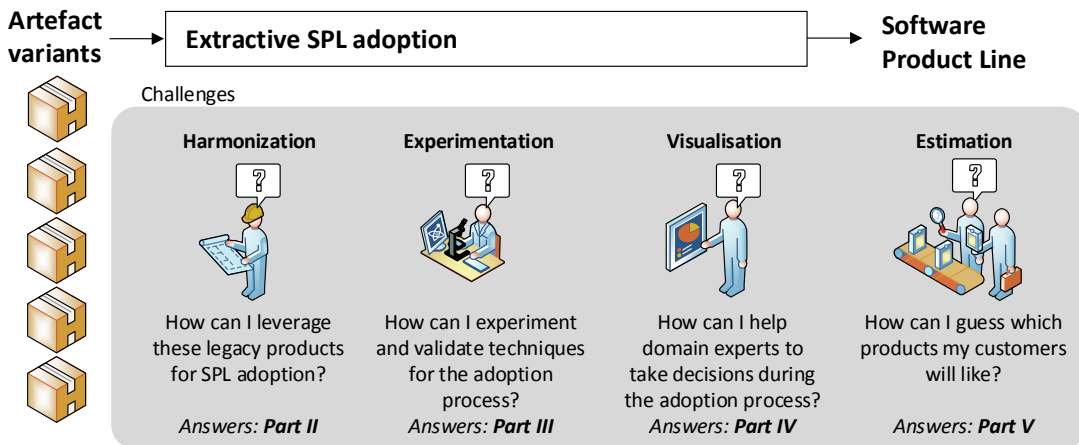 Artefact
variants
Extractive SPL adoption
Software
Product Line
Challenges
Harmonization
?
How can I leverage
these legacy products
for SPL adoption?
Answers: Part II
Experimentation
?
How can I experiment
and validate techniques
for the adoption
process?
Answers: Part III
Visualisation
?
How can I help
domain experts to
take decisions during
the adoption process?
Answers: Part IV
Estimation
?
How can I guess which
products my customers
will like?
Answers: Part V